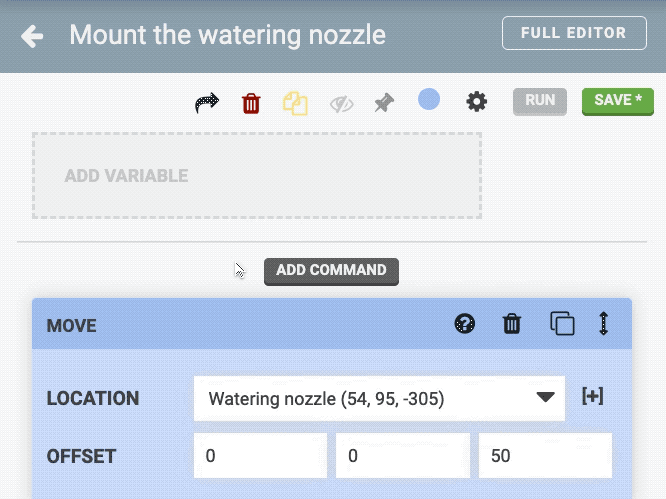 Mount the watering nozzle
FULL EDITOR
RUN
SAVE *
ADD VARIABLE
ADD COMMAND
MOVE
LOCATION
Watering nozzle (54, 95, -305)
[+]
OFFSET
0
0
50